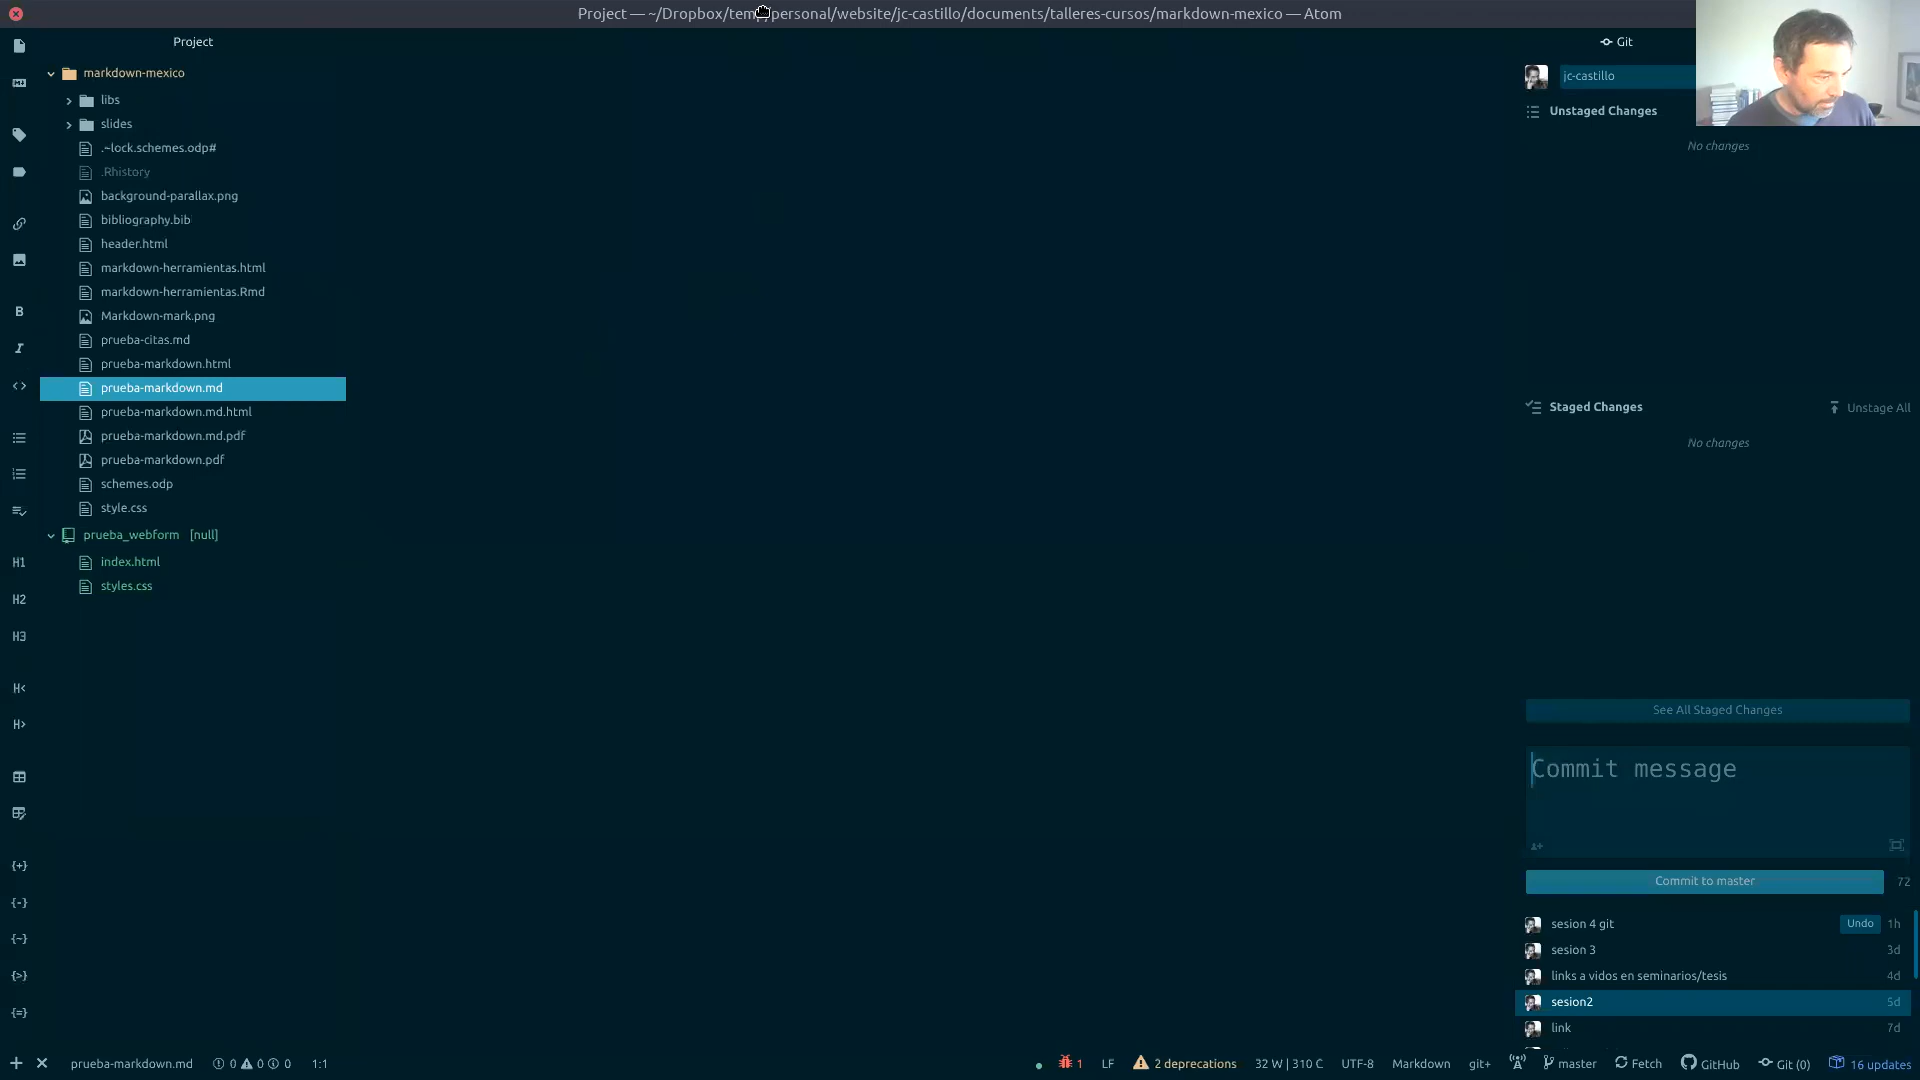 Project — ~/Dropbox/temp/personal/website/jc-castillo/documents/talleres-cursos/markdown-mexico — Atom
Project
markdown-mexico
libs
slides
.~lock.schemes.odp#
.Rhistory
background-parallax.png
bibliography.bib
header.html
markdown-herramientas.html
markdown-herramientas.Rmd
Markdown-mark.png
prueba-citas.md
prueba-markdown.html
prueba-markdown.md
prueba-markdown.md.html
prueba-markdown.md.pdf
prueba-markdown.pdf
schemes.odp
style.css
prueba_webform [null]
index.html
styles.css
B
I
<>
H1
H2
H3
H<
H>
{+}
{-}
{~}
{>}
{=}
Git
jc-castillo
Unstaged Changes
No changes
Staged Changes
Unstage All
No changes
See All Staged Changes
Commit message
Commit to master 72
sesion 4 git Undo 1h
sesion 3 3d
links a vidos en seminarios/tesis 4d
sesion2 5d
link 7d
prueba-markdown.md 0 0 0 1:1 1 LF 2 deprecations 32 W | 310 C UTF-8 Markdown git+ master Fetch GitHub Git (0) 16 updates